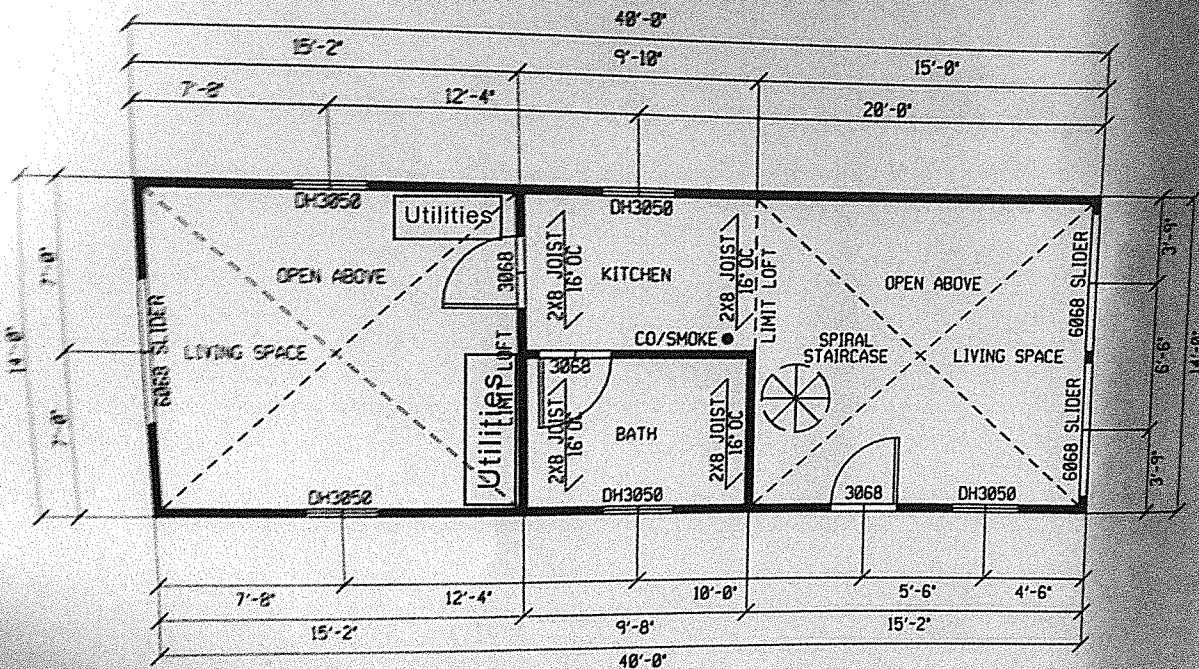 40'-0"
15'-2"
9'-10"
15'-0"
7'-8"
12'-4"
20'-0"
DH3050
Utilities
DH3050
3'-9"
7'-0"
OPEN ABOVE
3068
2X8 JOIST
16" OC
KITCHEN
2X8 JOIST
16" OC
LIMIT LOFT
OPEN ABOVE
6068 SLIDER
14'-0"
6068 SLIDER
LIVING SPACE
CO/SMOKE
SPIRAL
STAIRCASE
LIVING SPACE
6'-6"
14'-0"
7'-0"
Utilities
LIMIT LOFT
3068
2X8 JOIST
16" OC
BATH
2X8 JOIST
16" OC
6068 SLIDER
3'-9"
DH3050
DH3050
3068
DH3050
7'-8"
12'-4"
10'-0"
5'-6"
4'-6"
15'-2"
9'-8"
15'-2"
40'-0"